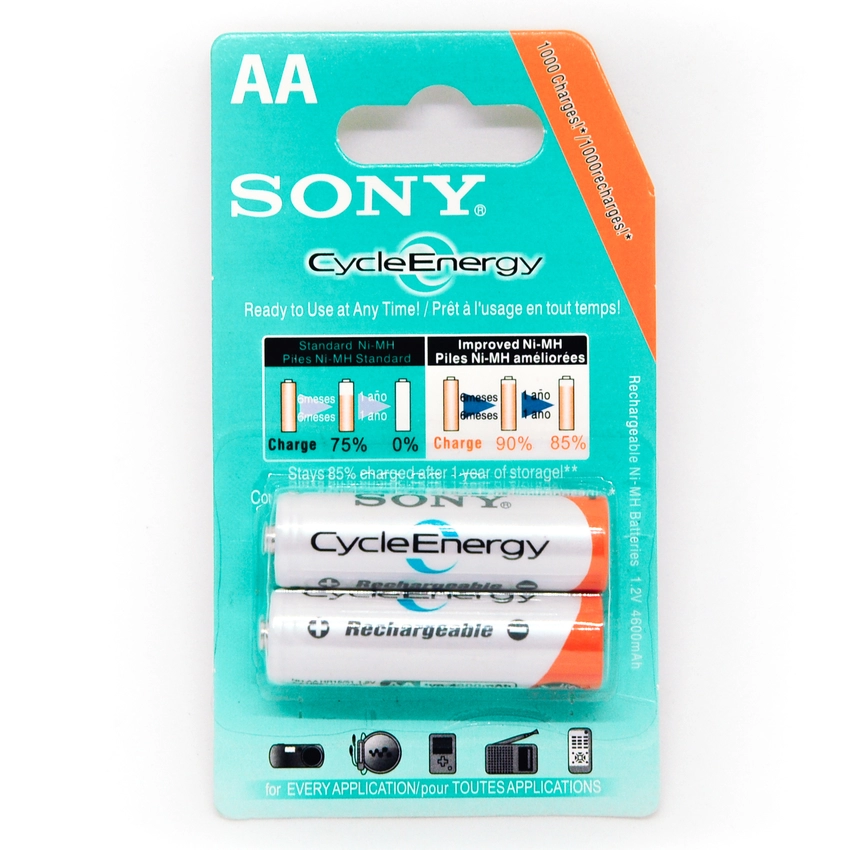 AA
1000 Charges!*/1000recharges!*
SONY®
CycleEnergy
Ready to Use at Any Time! / Prêt à l'usage en tout temps!
Standard Ni-MH
Piles Ni-MH Standard
Improved Ni-MH
Piles Ni-MH améliorées
6meses 1 año
6meses 1 año
6meses 1 año
6meses 1 año
Charge 75% 0%
Charge 90% 85%
Stays 85% charged after 1 year of storage!**
Rechargeable Ni-MH Batteries 1.2V 4600mAh
SONY®
CycleEnergy
Rechargeable
CycleEnergy
Rechargeable
AA
for EVERY APPLICATION/pour TOUTES APPLICATIONS